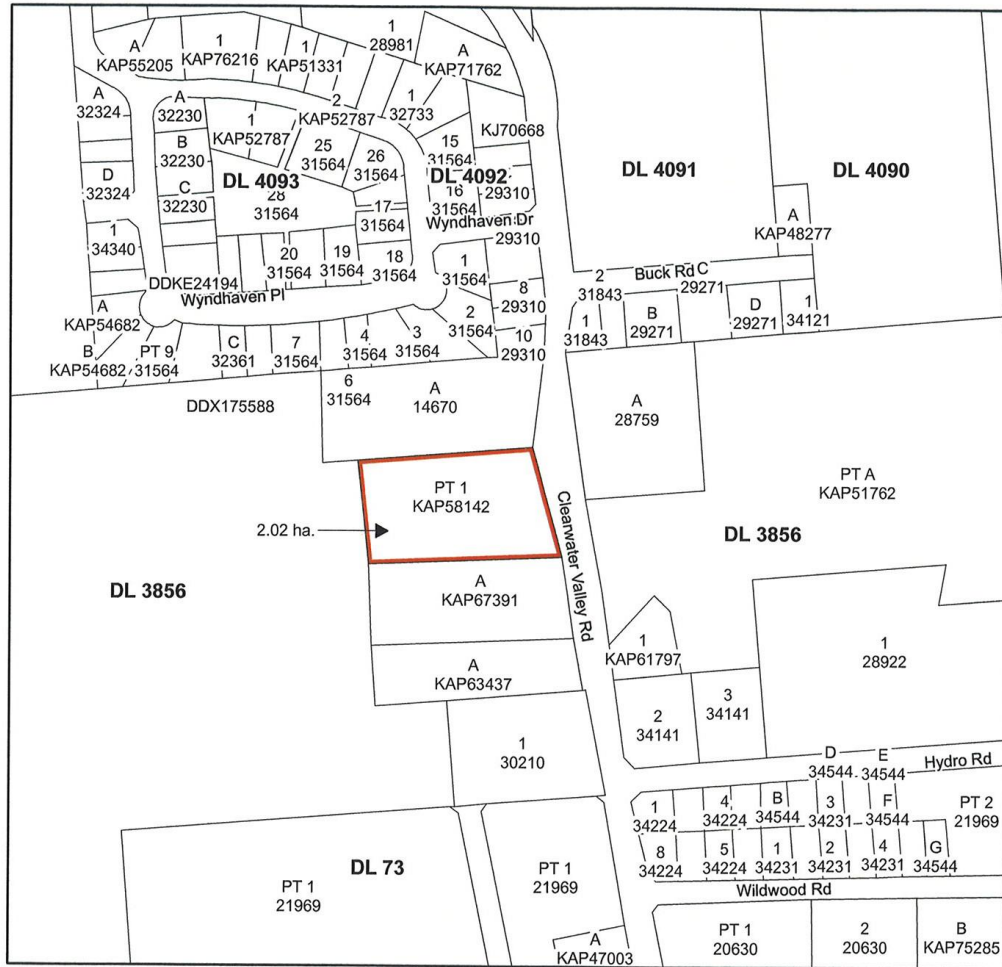 A
KAP55205
1
KAP76216
1
KAP51331
1
28981
A
KAP71762
A
32324
A
32230
1
KAP52787
2
KAP52787
1
32733
KJ70668
B
32230
25
31564
26
31564
15
31564
DL 4093
DL 4092
DL 4091
DL 4090
D
32324
C
32230
28
31564
16
31564
29310
17
31564
Wyndhaven Dr
29310
A
KAP48277
1
34340
20
31564
19
31564
18
31564
1
31564
DDKE24194
Wyndhaven Pl
8
29310
2
31843
Buck Rd
C
29271
A
KAP54682
B
KAP54682
PT 9
31564
C
32361
7
31564
4
31564
3
31564
2
31564
10
29310
1
31843
B
29271
D
29271
1
34121
DDX175588
6
31564
A
14670
A
28759
PT 1
KAP58142
2.02 ha.
Clearwater Valley Rd
PT A
KAP51762
DL 3856
DL 3856
A
KAP67391
1
KAP61797
1
28922
A
KAP63437
2
34141
3
34141
1
30210
D
34544
E
34544
Hydro Rd
1
34224
4
34224
B
34544
3
34231
F
34544
PT 2
21969
8
34224
5
34224
1
34231
2
34231
4
34231
G
34544
DL 73
PT 1
21969
PT 1
21969
Wildwood Rd
A
KAP47003
PT 1
20630
2
20630
B
KAP75285